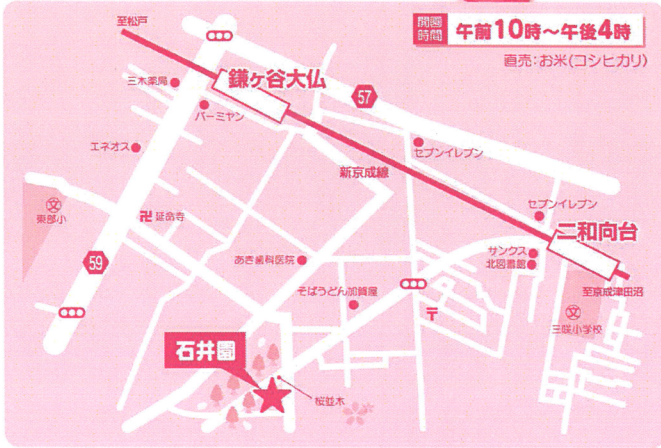 至松戸
開園時間 午前10時～午後4時
直売：お米（コシヒカリ）
三木薬局
鎌ヶ谷大仏
57
バーミヤン
エネオス
新京成線
セブンイレブン
文
東部小
卍延命寺
セブンイレブン
二和向台
サンクス
北図書館
59
あき歯科医院
至京成津田沼
そばうどん加賀屋
〒
文
三咲小学校
石井園
桜並木